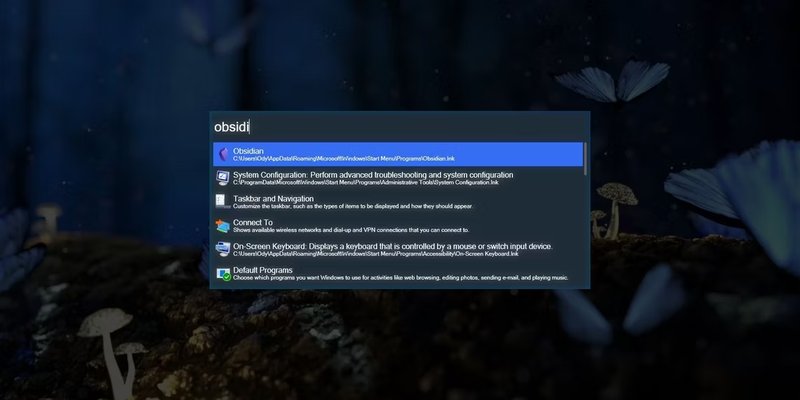 obsidi
Obsidian
C:\Users\Ody\AppData\Roaming\Microsoft\Windows\Start Menu\Programs\Obsidian.lnk
System Configuration: Perform advanced troubleshooting and system configuration
C:\ProgramData\Microsoft\Windows\Start Menu\Programs\Administrative Tools\System Configuration.lnk
Taskbar and Navigation
Customize the taskbar, such as the types of items to be displayed and how they should appear.
Connect To
Shows available wireless networks and dial-up and VPN connections that you can connect to.
On-Screen Keyboard: Displays a keyboard that is controlled by a mouse or switch input device.
C:\Users\Ody\AppData\Roaming\Microsoft\Windows\Start Menu\Programs\Accessibility\On-Screen Keyboard.lnk
Default Programs
Choose which programs you want Windows to use for activities like web browsing, editing photos, sending e-mail, and playing music.